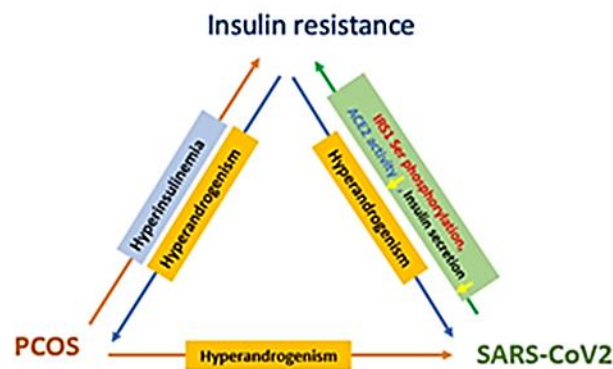 Insulin resistance
Hyperinsulinemia
Hyperandrogenism
Hyperandrogenism
IRS1 Ser phosphorylation,
ACE2 activity , Insulin secretion
PCOS
Hyperandrogenism
SARS-CoV2